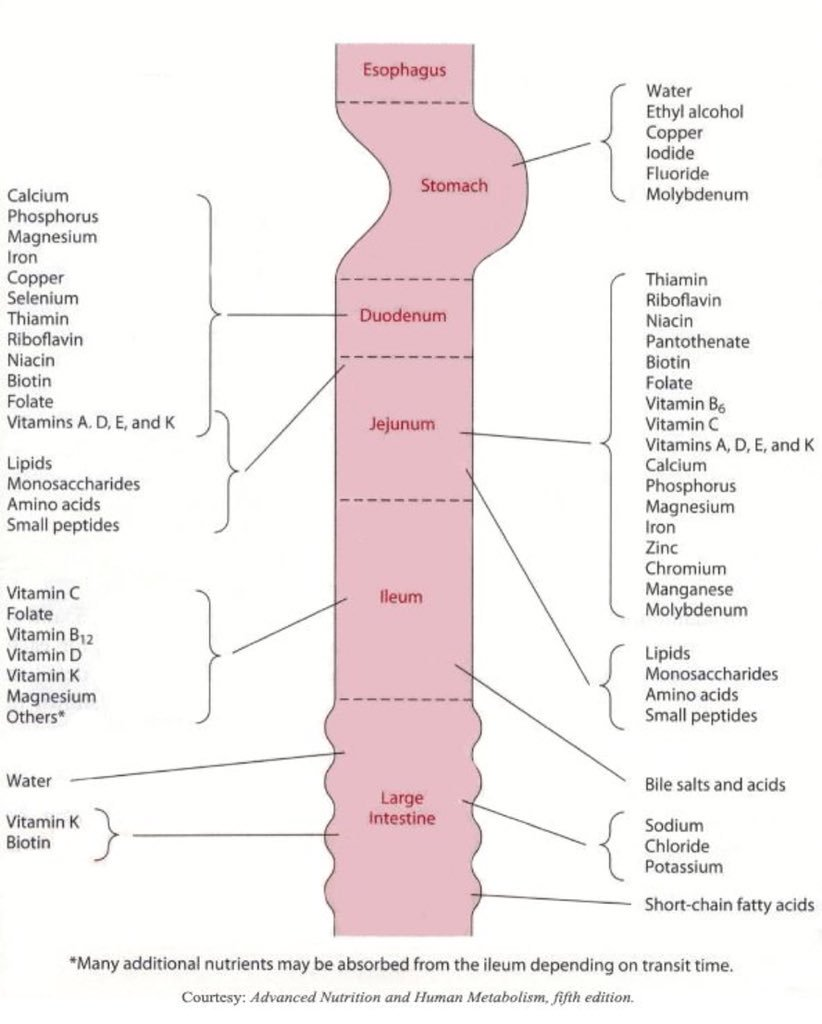 Esophagus
Stomach
Water
Ethyl alcohol
Copper
Iodide
Fluoride
Molybdenum
Calcium
Phosphorus
Magnesium
Iron
Copper
Selenium
Thiamin
Riboflavin
Niacin
Biotin
Folate
Vitamins A. D, E, and K
Duodenum
Lipids
Monosaccharides
Amino acids
Small peptides
Jejunum
Thiamin
Riboflavin
Niacin
Pantothenate
Biotin
Folate
Vitamin B6
Vitamin C
Vitamins A, D, E, and K
Calcium
Phosphorus
Magnesium
Iron
Zinc
Chromium
Manganese
Molybdenum
Lipids
Monosaccharides
Amino acids
Small peptides
Vitamin C
Folate
Vitamin B12
Vitamin D
Vitamin K
Magnesium
Others*
Ileum
Bile salts and acids
Water
Vitamin K
Biotin
Large
Intestine
Sodium
Chloride
Potassium
Short-chain fatty acids
*Many additional nutrients may be absorbed from the ileum depending on transit time.
Courtesy: Advanced Nutrition and Human Metabolism, fifth edition.